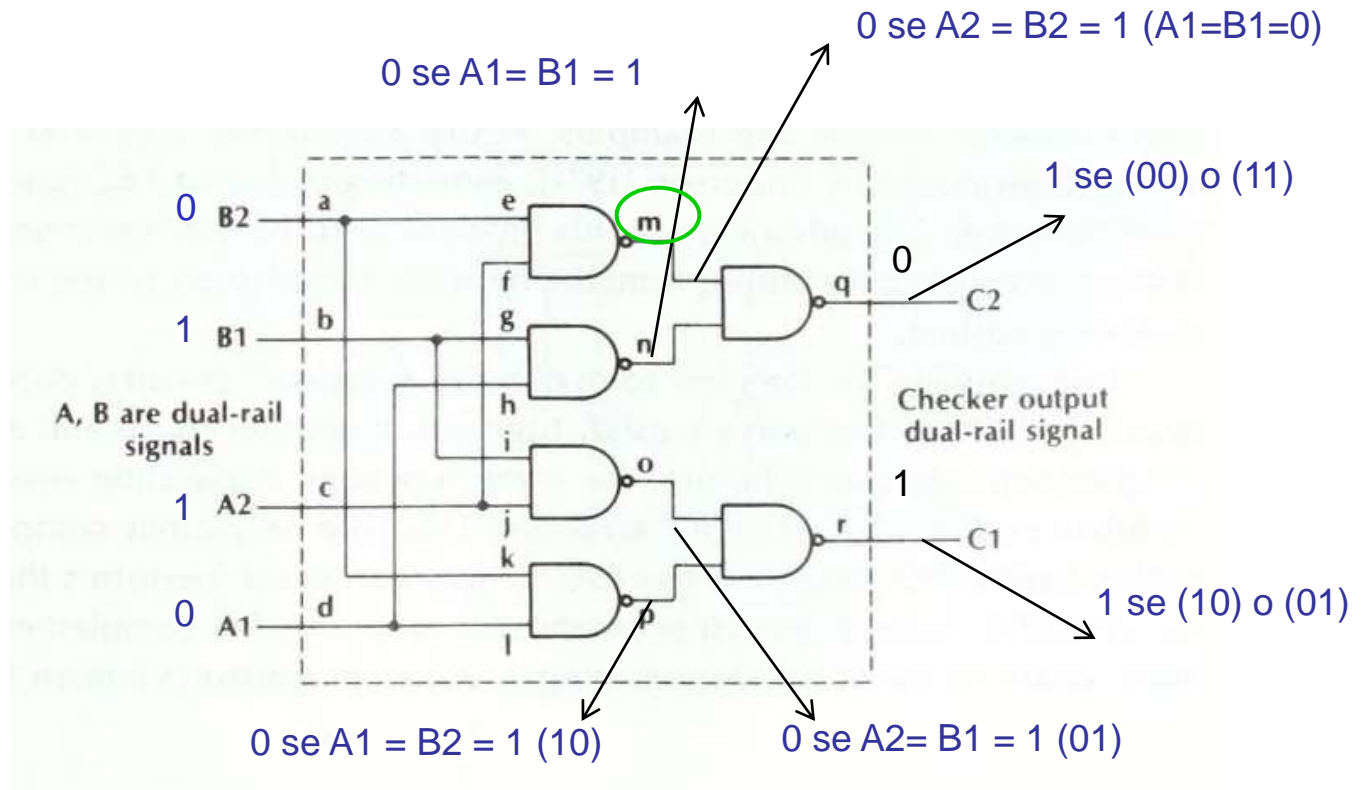 0 se A2 = B2 = 1 (A1=B1=0)
0 se A1= B1 = 1
1 se (00) o (11)
0
B2
a
e
m
f
0
q
C2
1
B1
b
g
n
h
A, B are dual-rail
signals
Checker output
dual-rail signal
i
o
1
A2
c
j
1
r
C1
k
0
A1
d
p
l
1 se (10) o (01)
0 se A1 = B2 = 1 (10)
0 se A2= B1 = 1 (01)